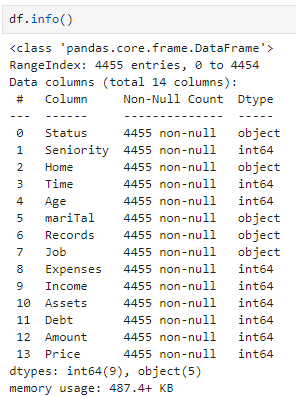 df.info()
<class 'pandas.core.frame.DataFrame'>
RangeIndex: 4455 entries, 0 to 4454
Data columns (total 14 columns):
 #   Column     Non-Null Count  Dtype
---  ------     --------------  -----
 0   Status     4455 non-null   object
 1   Seniority  4455 non-null   int64
 2   Home       4455 non-null   object
 3   Time       4455 non-null   int64
 4   Age        4455 non-null   int64
 5   mariTal    4455 non-null   object
 6   Records    4455 non-null   object
 7   Job        4455 non-null   object
 8   Expenses   4455 non-null   int64
 9   Income     4455 non-null   int64
 10  Assets     4455 non-null   int64
 11  Debt       4455 non-null   int64
 12  Amount     4455 non-null   int64
 13  Price      4455 non-null   int64
dtypes: int64(9), object(5)
memory usage: 487.4+ KB